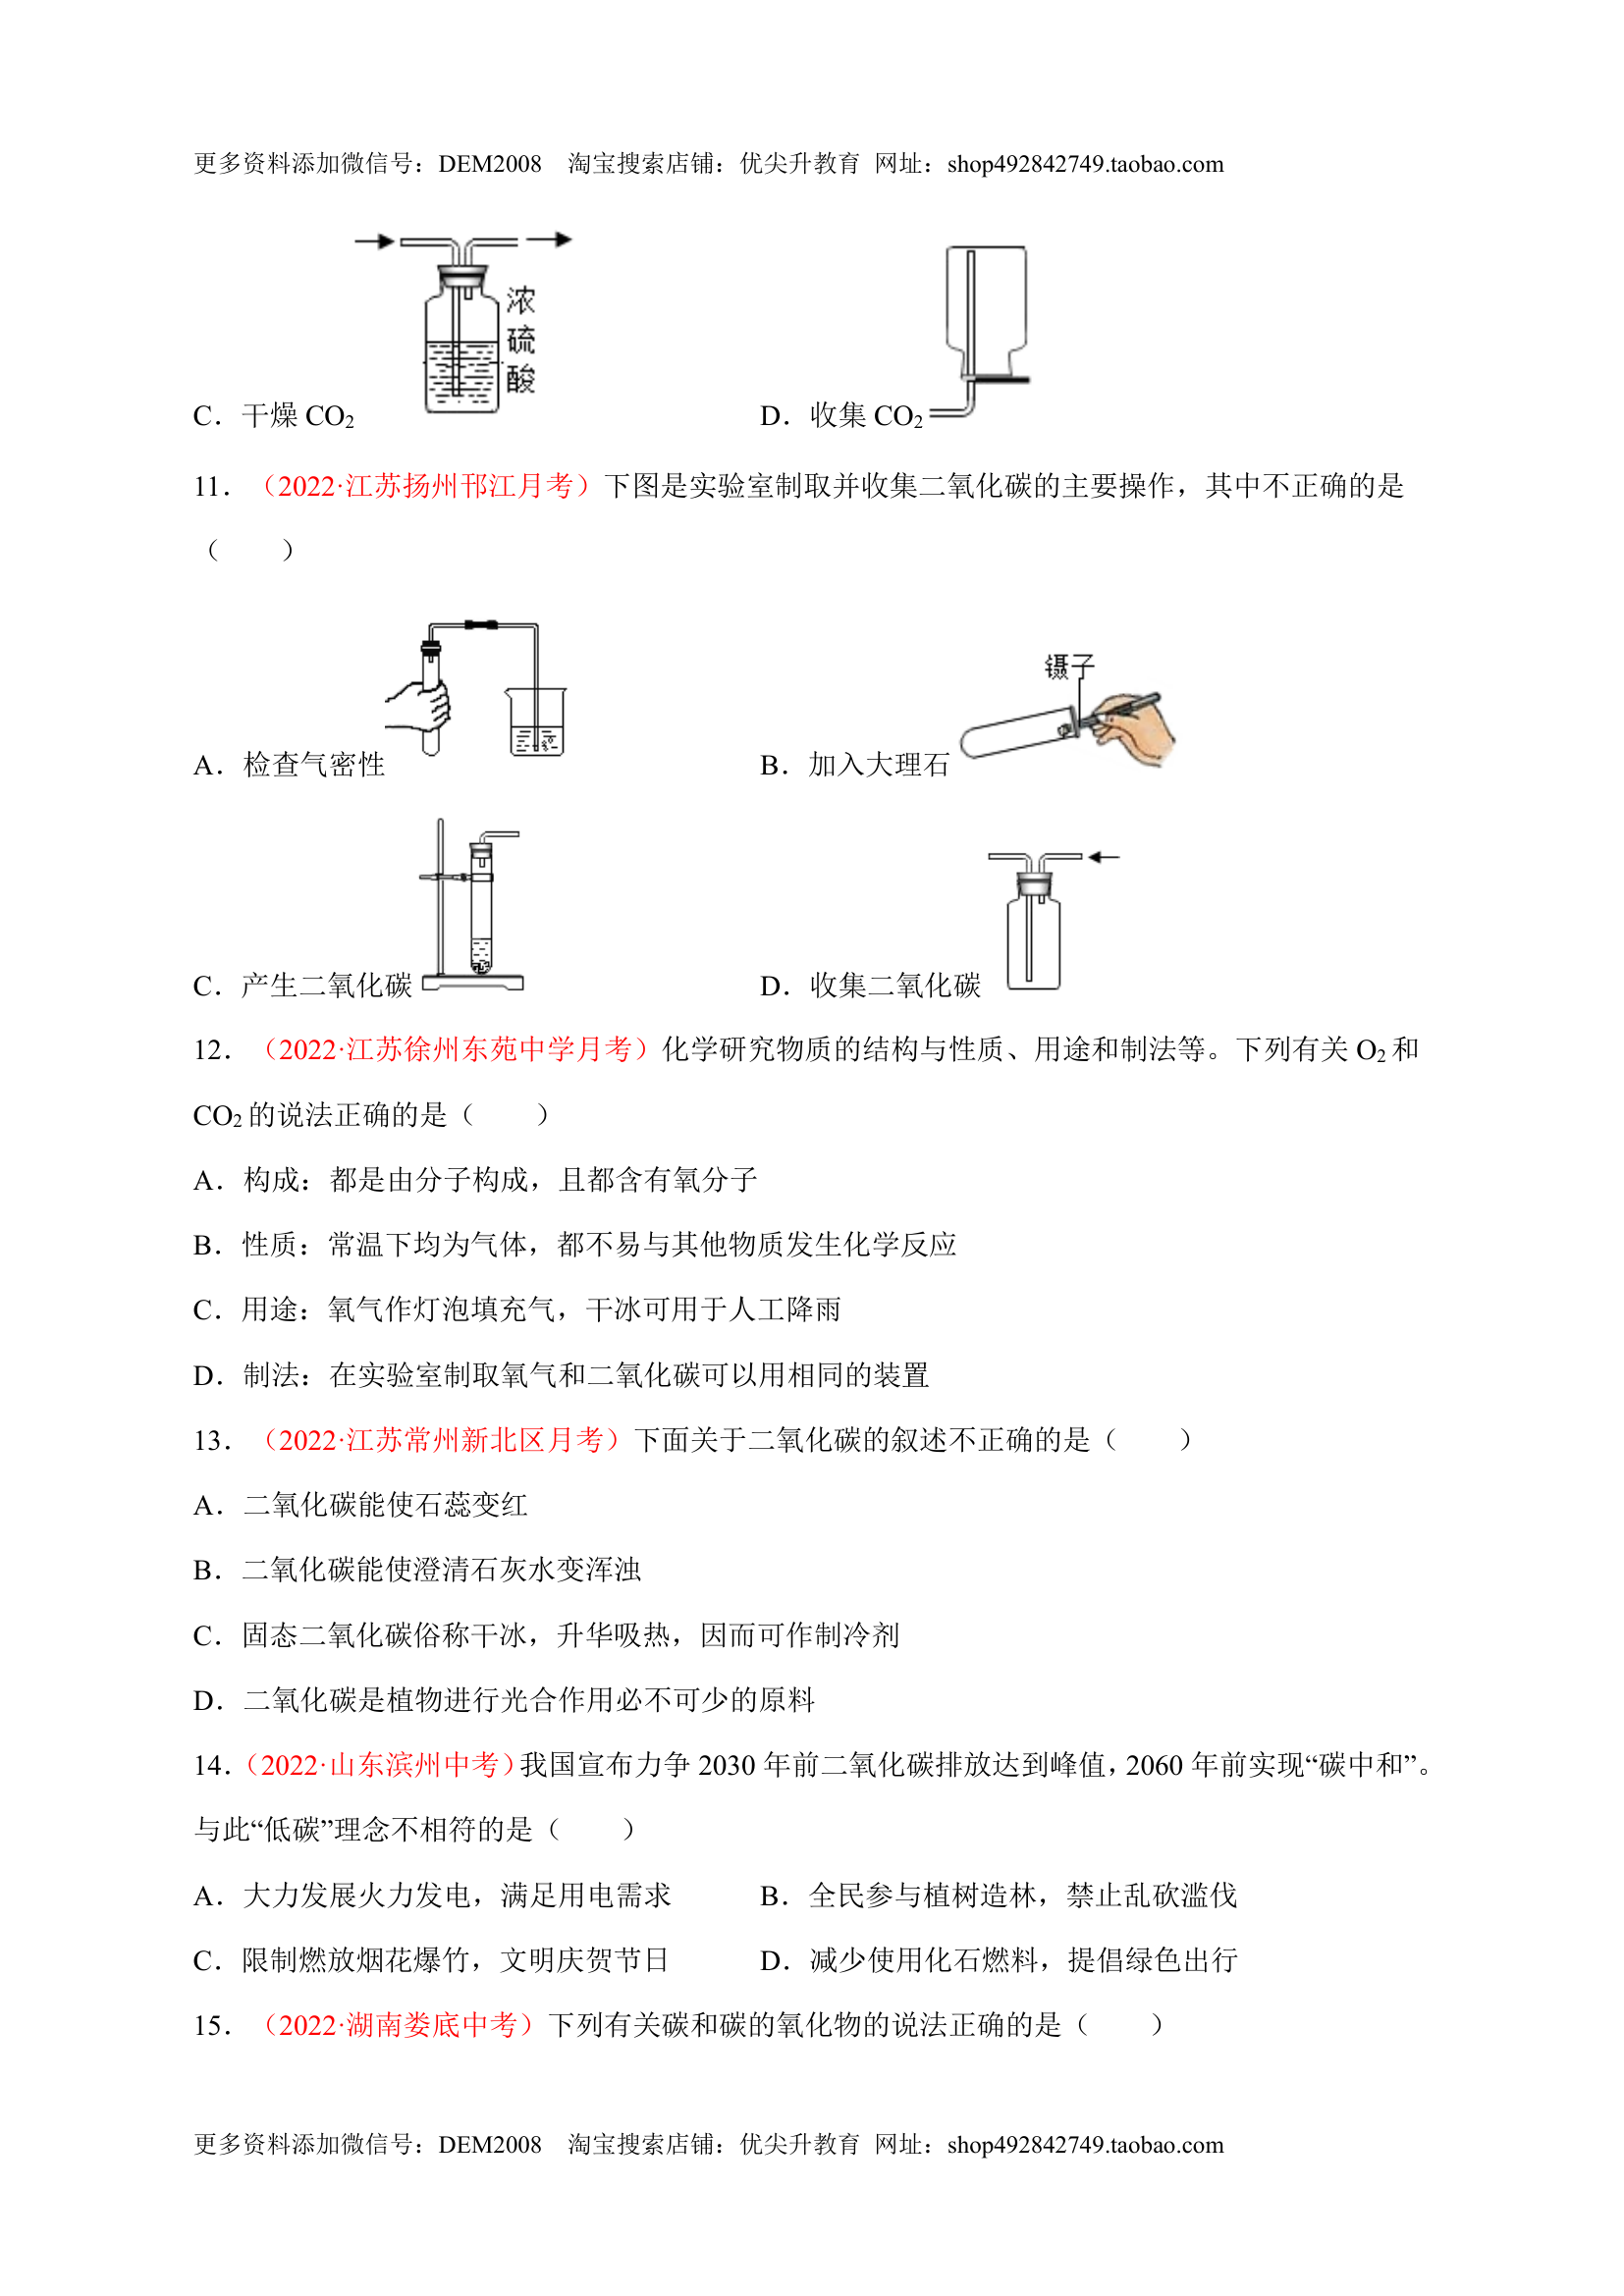 更多资料添加微信号：DEM2008　淘宝搜索店铺：优尖升教育 网址：shop492842749.taobao.com
浓
硫
酸
C．干燥 CO₂　D．收集 CO₂
11．（2022·江苏扬州邗江月考）下图是实验室制取并收集二氧化碳的主要操作，其中不正确的是
（　　）
镊子
A．检查气密性　B．加入大理石
C．产生二氧化碳　D．收集二氧化碳
12．（2022·江苏徐州东苑中学月考）化学研究物质的结构与性质、用途和制法等。下列有关 O₂ 和
CO₂ 的说法正确的是（　　）
A．构成：都是由分子构成，且都含有氧分子
B．性质：常温下均为气体，都不易与其他物质发生化学反应
C．用途：氧气作灯泡填充气，干冰可用于人工降雨
D．制法：在实验室制取氧气和二氧化碳可以用相同的装置
13．（2022·江苏常州新北区月考）下面关于二氧化碳的叙述不正确的是（　　）
A．二氧化碳能使石蕊变红
B．二氧化碳能使澄清石灰水变浑浊
C．固态二氧化碳俗称干冰，升华吸热，因而可作制冷剂
D．二氧化碳是植物进行光合作用必不可少的原料
14．（2022·山东滨州中考）我国宣布力争 2030 年前二氧化碳排放达到峰值，2060 年前实现“碳中和”。
与此“低碳”理念不相符的是（　　）
A．大力发展火力发电，满足用电需求　B．全民参与植树造林，禁止乱砍滥伐
C．限制燃放烟花爆竹，文明庆贺节日　D．减少使用化石燃料，提倡绿色出行
15．（2022·湖南娄底中考）下列有关碳和碳的氧化物的说法正确的是（　　）
更多资料添加微信号：DEM2008　淘宝搜索店铺：优尖升教育 网址：shop492842749.taobao.com